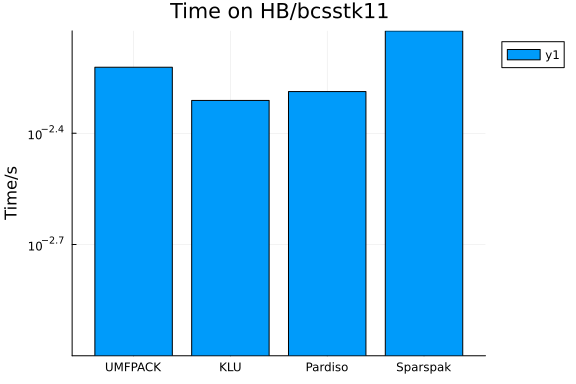 Time on HB/bcsstk11
y1
10^−2.4
10^−2.7
Time/s
UMFPACK KLU Pardiso Sparspak